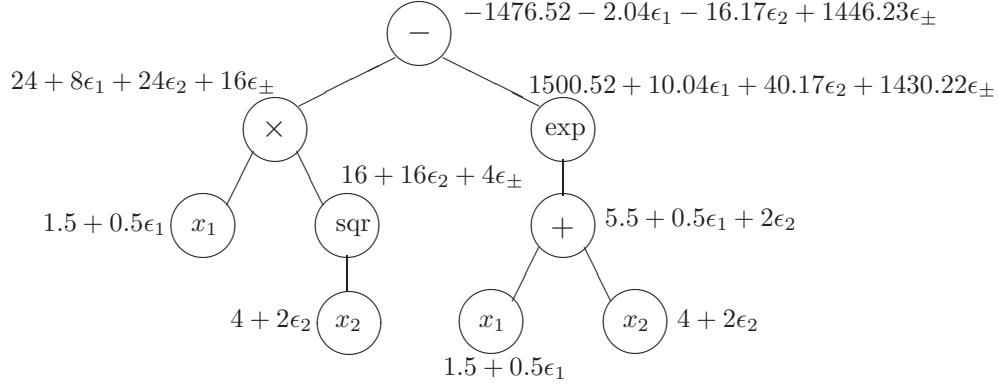 −1476.52 − 2.04ϵ₁ − 16.17ϵ₂ + 1446.23ϵ±
−
24 + 8ϵ₁ + 24ϵ₂ + 16ϵ±
1500.52 + 10.04ϵ₁ + 40.17ϵ₂ + 1430.22ϵ±
×
exp
16 + 16ϵ₂ + 4ϵ±
1.5 + 0.5ϵ₁
x₁
sqr
+
5.5 + 0.5ϵ₁ + 2ϵ₂
4 + 2ϵ₂
x₂
x₁
x₂
4 + 2ϵ₂
1.5 + 0.5ϵ₁